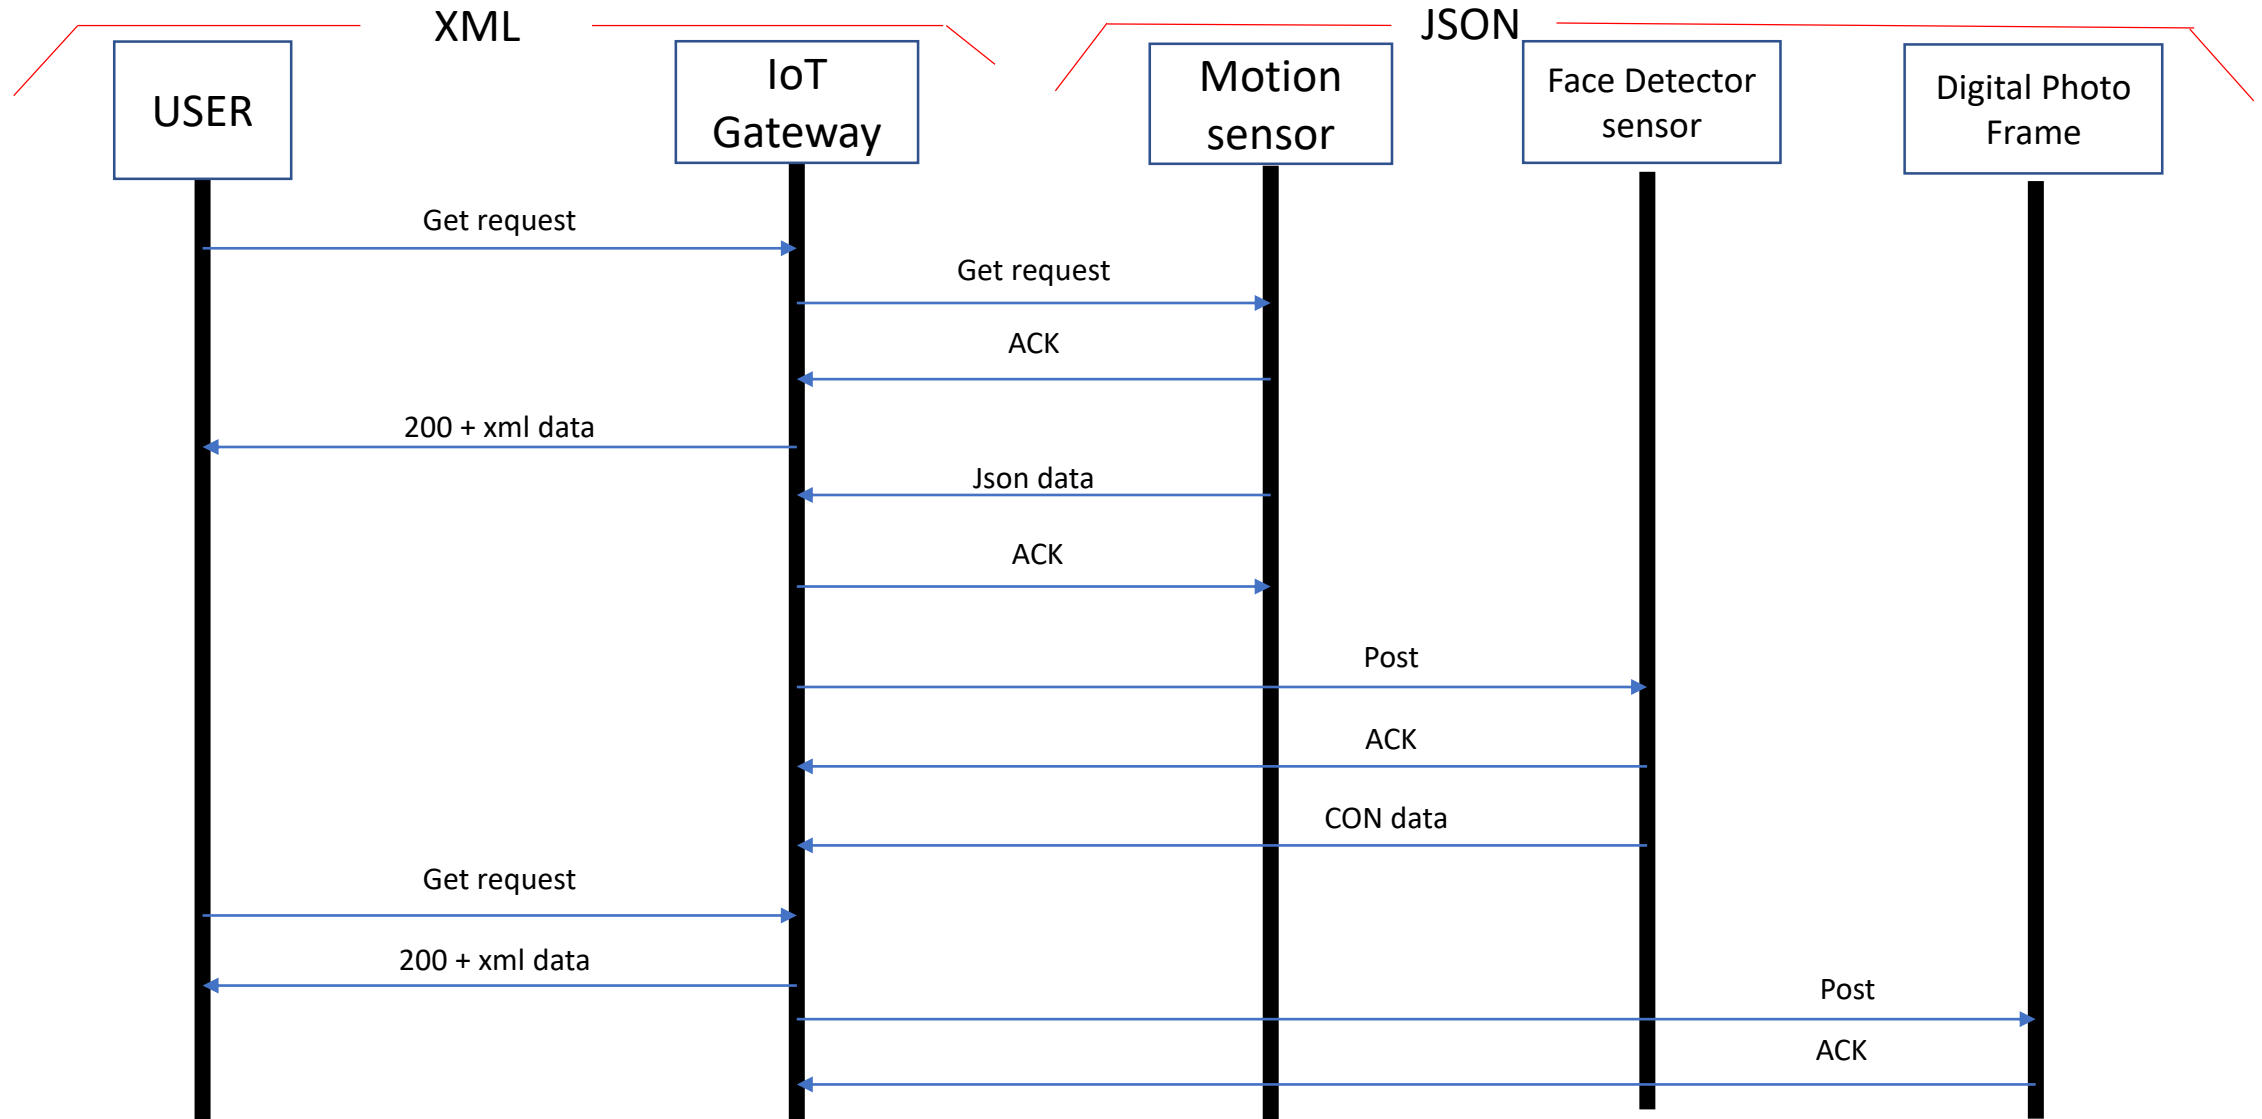 XML
JSON
USER
IoT
Gateway
Motion
sensor
Face Detector
sensor
Digital Photo
Frame
Get request
Get request
ACK
200 + xml data
Json data
ACK
Post
ACK
CON data
Get request
200 + xml data
Post
ACK